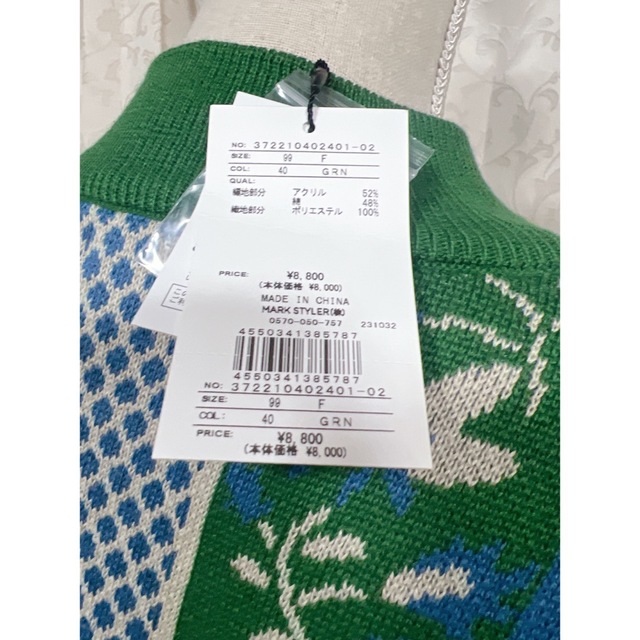 NO: 372210402401-02
SIZE: 99 F
COL: 40 GRN
QUAL:
編地部分 アクリル 52%
綿 48%
織地部分 ポリエステル 100%
PRICE: ¥8,800
(本体価格 ¥8,000)
MADE IN CHINA
MARK STYLER(株)
0570-050-757 231032
4550341385787
4550341385787
NO: 372210402401-02
SIZE: 99 F
COL: 40 GRN
PRICE: ¥8,800
(本体価格 ¥8,000)